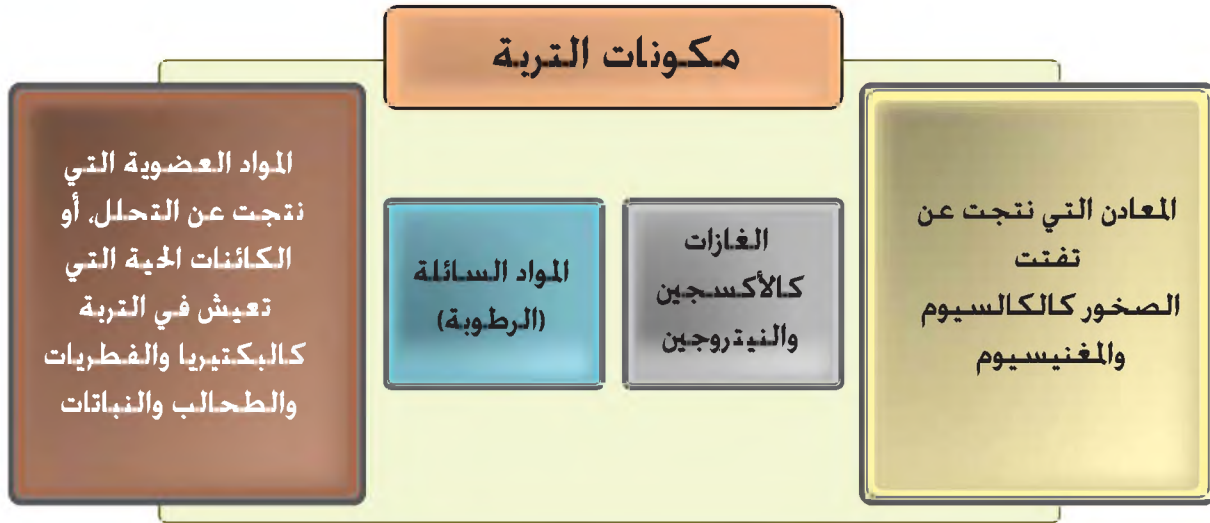 مكونات التربة
المعادن التي نتجت عن
تفتت
الصخور كالكالسيوم
والمغنيسيوم
الغازات
كالأكسجين
والنيتروجين
المواد السائلة
(الرطوبة)
المواد العضوية التي
نتجت عن التحلل، أو
الكائنات الحية التي
تعيش في التربة
كالبكتيريا والفطريات
والطحالب والنباتات